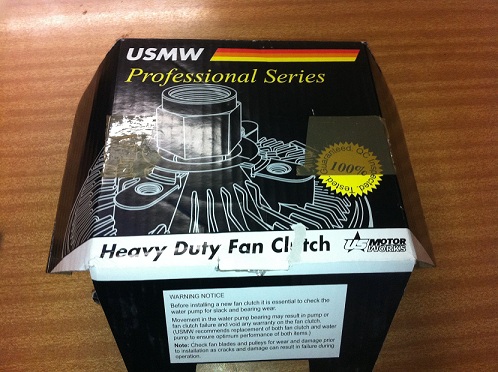 USMW
Professional Series
Guaranteed. QC Inspected. Tested.
100%
Heavy Duty Fan Clutch
US MOTOR
WORKS
WARNING NOTICE
Before installing a new fan clutch it is essential to check the
water pump for slack and bearing wear.
Movement in the water pump bearing may result in pump or
fan clutch failure and void any warranty on the fan clutch.
(USMW recommends replacement of both fan clutch and water
pump to ensure optimum performance of both items.)
Note: Check fan blades and pulleys for wear and damage prior
to installation as cracks and damage can result in failure during
operation.